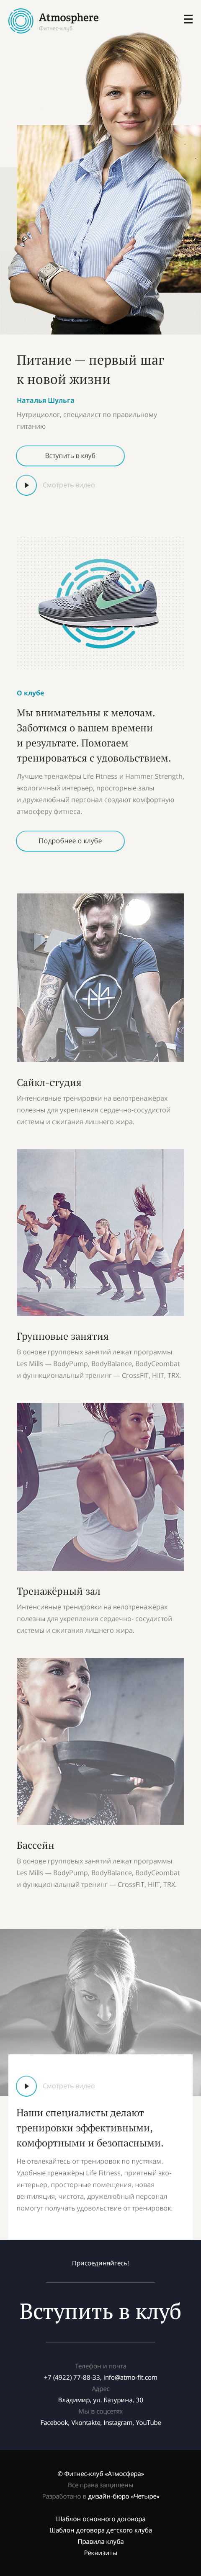 Atmosphere
Фитнес-клуб
Питание — первый шаг
к новой жизни
Наталья Шульга
Нутрициолог, специалист по правильному
питанию
Вступить в клуб
Смотреть видео
О клубе
Мы внимательны к мелочам.
Заботимся о вашем времени
и результате. Помогаем
тренироваться с удовольствием.
Лучшие тренажёры Life Fitness и Hammer Strength,
экологичный интерьер, просторные залы
и дружелюбный персонал создают комфортную
атмосферу фитнеса.
Подробнее о клубе
Сайкл-студия
Интенсивные тренировки на велотренажёрах
полезны для укрепления сердечно-сосудистой
системы и сжигания лишнего жира.
Групповые занятия
В основе групповых занятий лежат программы
Les Mills — BodyPump, BodyBalance, BodyCeombat
и функнкциональный тренинг — CrossFIT, HIIT, TRX.
Тренажёрный зал
Интенсивные тренировки на велотренажёрах
полезны для укрепления сердечно- сосудистой
системы и сжигания лишнего жира.
Бассейн
В основе групповых занятий лежат программы
Les Mills — BodyPump, BodyBalance, BodyCeombat
и функциональный тренинг — CrossFIT, HIIT, TRX.
Смотреть видео
Наши специалисты делают
тренировки эффективными,
комфортными и безопасными.
Не отвлекайтесь от тренировок по пустякам.
Удобные тренажёры Life Fitness, приятный эко-
интерьер, просторные помещения, новая
вентиляция, чистота, дружелюбный персонал
помогут получать удовольствие от тренировок.
Присоединяйтесь!
Вступить в клуб
Телефон и почта
+7 (4922) 77-88-33, info@atmo-fit.com
Адрес
Владимир, ул. Батурина, 30
Мы в соцсетях
Facebook, Vkontakte, Instagram, YouTube
© Фитнес-клуб «Атмосфера»
Все права защищены
Разработано в дизайн-бюро «Четыре»
Шаблон основного договора
Шаблон договора детского клуба
Правила клуба
Реквизиты